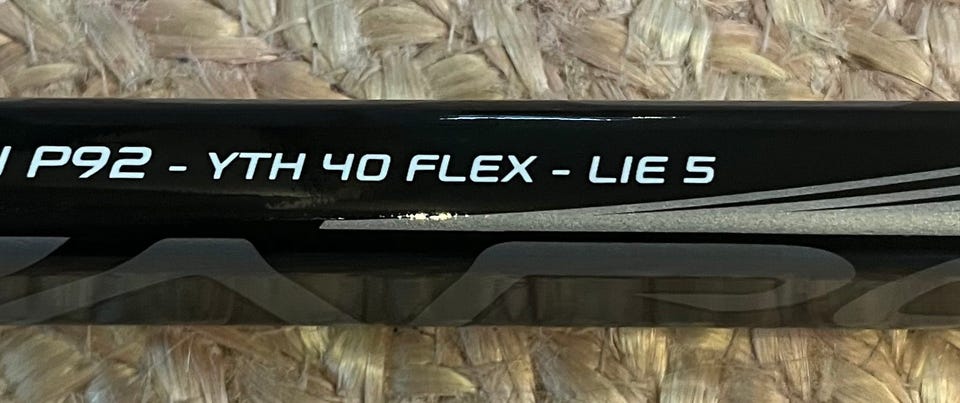 P92 - YTH 40 FLEX - LIE 5